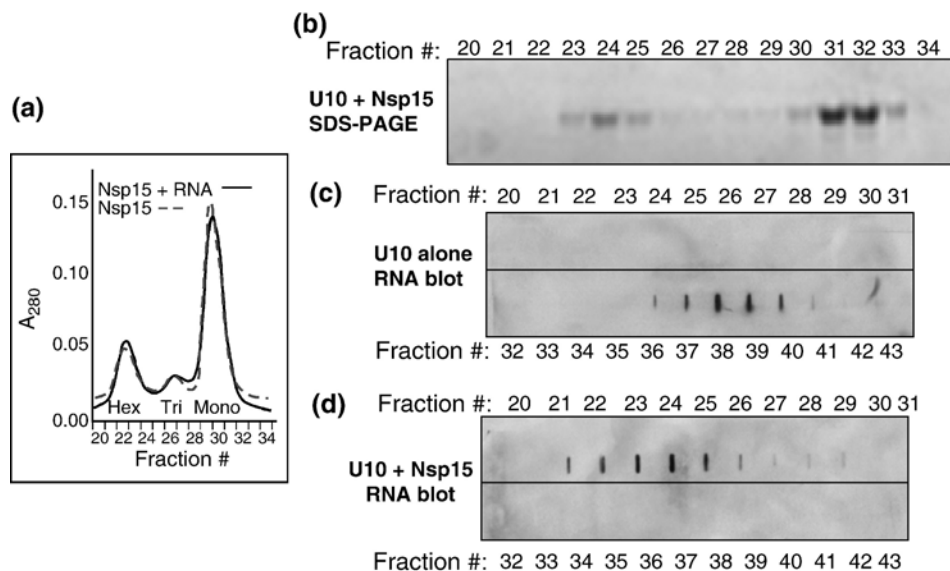 (a)
Nsp15 + RNA
Nsp15
0.15
0.10
0.05
0.00
A280
Hex Tri Mono
20 22 24 26 28 30 32 34
Fraction #
(b)
Fraction #: 20 21 22 23 24 25 26 27 28 29 30 31 32 33 34
U10 + Nsp15
SDS-PAGE
(c)
Fraction #: 20 21 22 23 24 25 26 27 28 29 30 31
U10 alone
RNA blot
Fraction #: 32 33 34 35 36 37 38 39 40 41 42 43
(d)
Fraction #: 20 21 22 23 24 25 26 27 28 29 30 31
U10 + Nsp15
RNA blot
Fraction #: 32 33 34 35 36 37 38 39 40 41 42 43